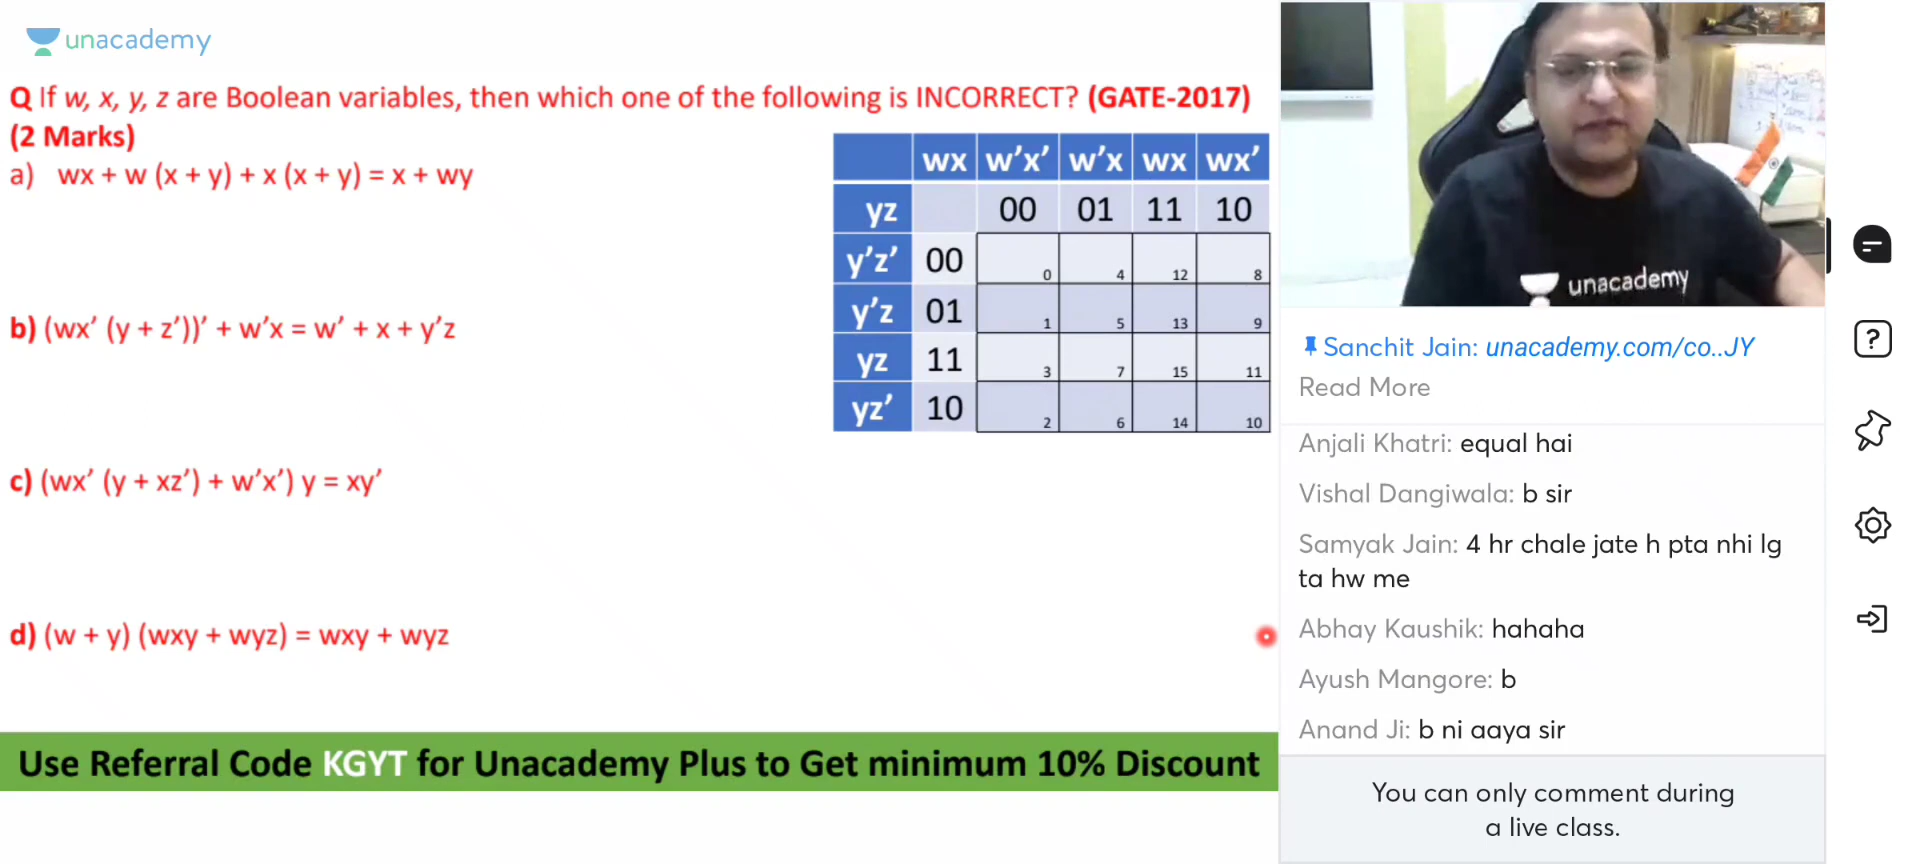 unacademy
Q If w, x, y, z are Boolean variables, then which one of the following is INCORRECT? (GATE-2017)
(2 Marks)
a) wx + w (x + y) + x (x + y) = x + wy
b) (wx′ (y + z′))′ + w′x = w′ + x + y′z
c) (wx′ (y + xz′) + w′x′) y = xy′
d) (w + y) (wxy + wyz) = wxy + wyz
wx w′x′ w′x wx wx′
yz 00 01 11 10
y′z′ 00 0 4 12 8
y′z 01 1 5 13 9
yz 11 3 7 15 11
yz′ 10 2 6 14 10
Use Referral Code KGYT for Unacademy Plus to Get minimum 10% Discount
unacademy
Sanchit Jain: unacademy.com/co..JY
Read More
Anjali Khatri: equal hai
Vishal Dangiwala: b sir
Samyak Jain: 4 hr chale jate h pta nhi lg
ta hw me
Abhay Kaushik: hahaha
Ayush Mangore: b
Anand Ji: b ni aaya sir
You can only comment during
a live class.
?